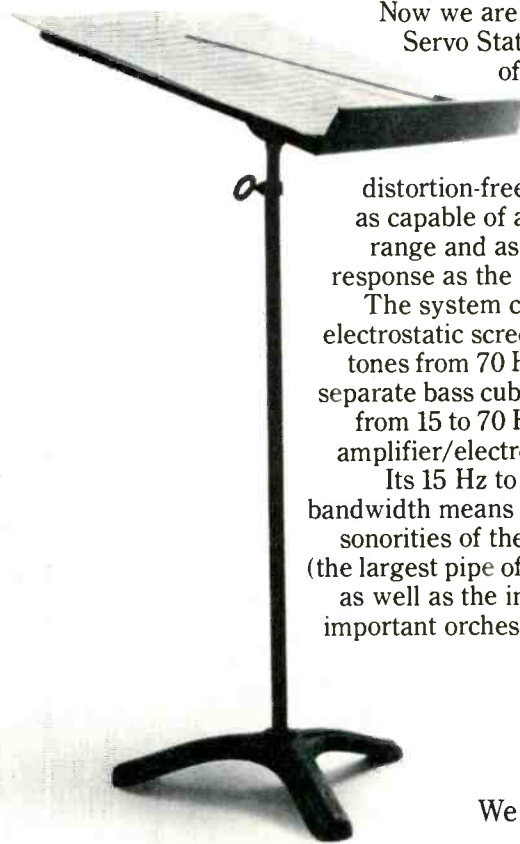 Now we are
Servo Stat
of
distortion-free
as capable of a
range and as
response as the
The system c
electrostatic scree
tones from 70 H
separate bass cub
from 15 to 70 H
amplifier/electro
Its 15 Hz to
bandwidth means
sonorities of the
(the largest pipe of
as well as the in
important orches
We